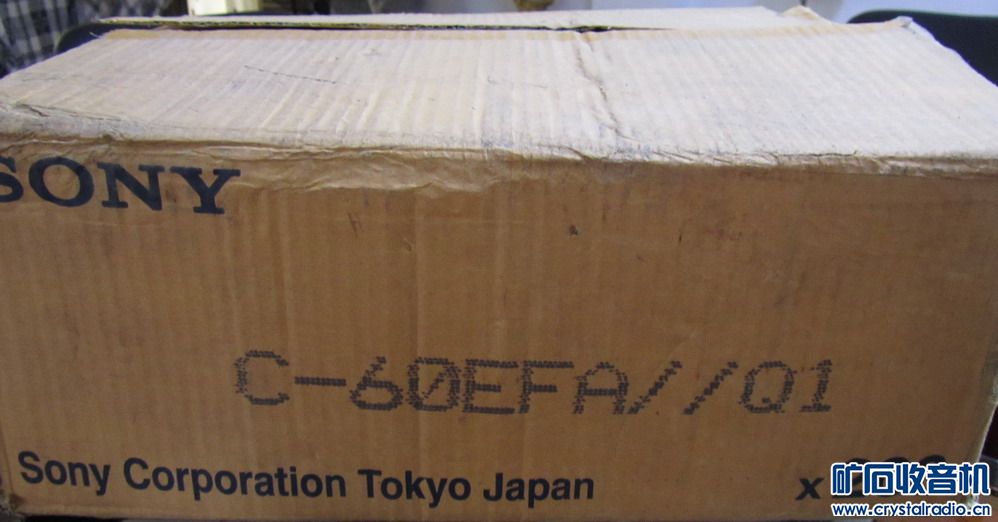 SONY
C-60EFA///Q1
Sony Corporation Tokyo Japan
x
矿石收音机
www.crystalradio.cn